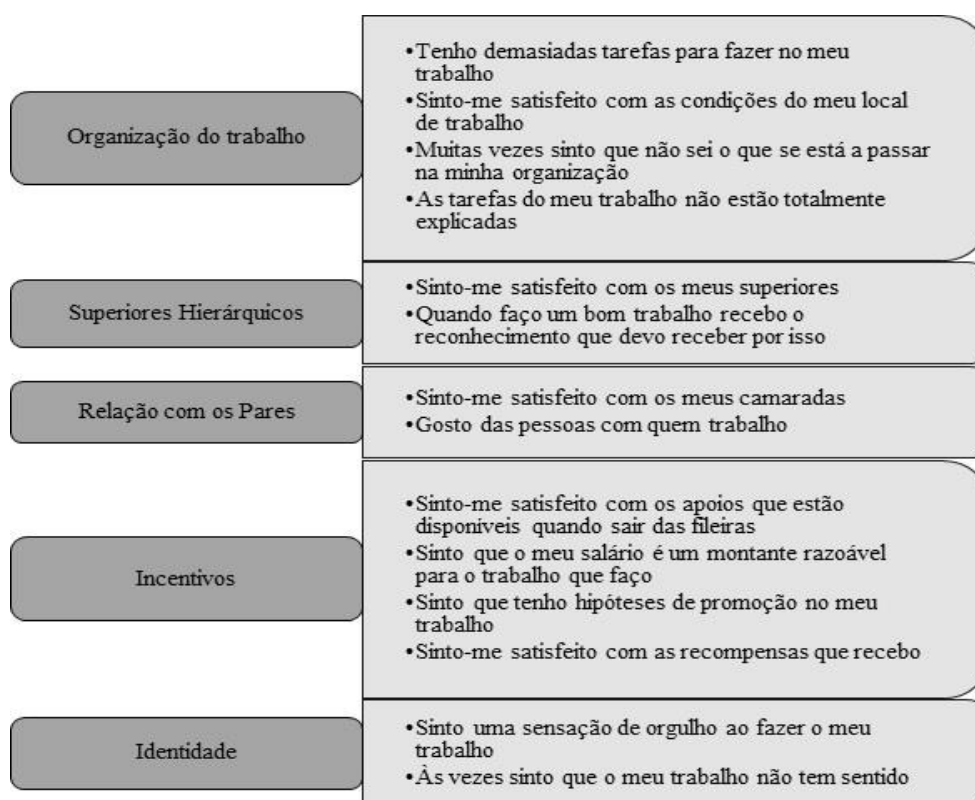 Organização do trabalho
•Tenho demasiadas tarefas para fazer no meu
trabalho
•Sinto-me satisfeito com as condições do meu local
de trabalho
•Muitas vezes sinto que não sei o que se está a passar
na minha organização
•As tarefas do meu trabalho não estão totalmente
explicadas
Superiores Hierárquicos
•Sinto-me satisfeito com os meus superiores
•Quando faço um bom trabalho recebo o
reconhecimento que devo receber por isso
Relação com os Pares
•Sinto-me satisfeito com os meus camaradas
•Gosto das pessoas com quem trabalho
Incentivos
•Sinto-me satisfeito com os apoios que estão
disponíveis quando sair das fileiras
•Sinto que o meu salário é um montante razoável
para o trabalho que faço
•Sinto que tenho hipóteses de promoção no meu
trabalho
•Sinto-me satisfeito com as recompensas que recebo
Identidade
•Sinto uma sensação de orgulho ao fazer o meu
trabalho
•Às vezes sinto que o meu trabalho não tem sentido